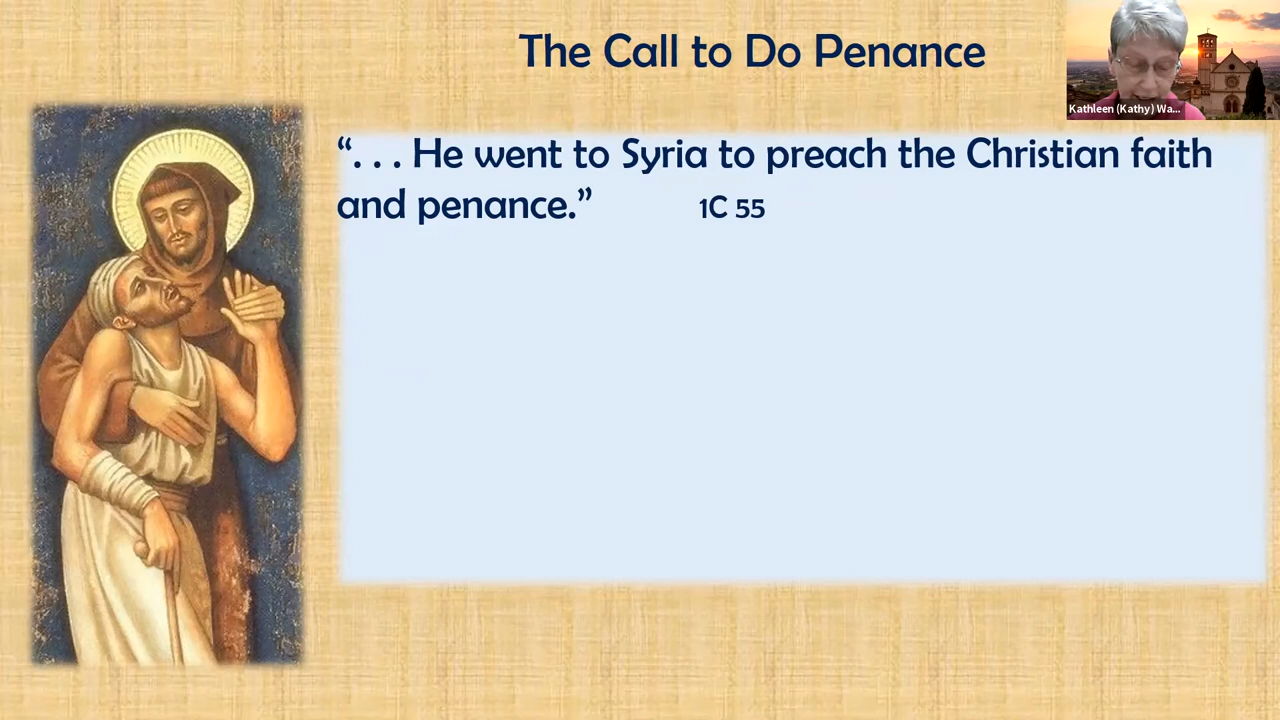 The Call to Do Penance
Kathleen (Kathy) Wa...
“. . . He went to Syria to preach the Christian faith
and penance.” 1C 55